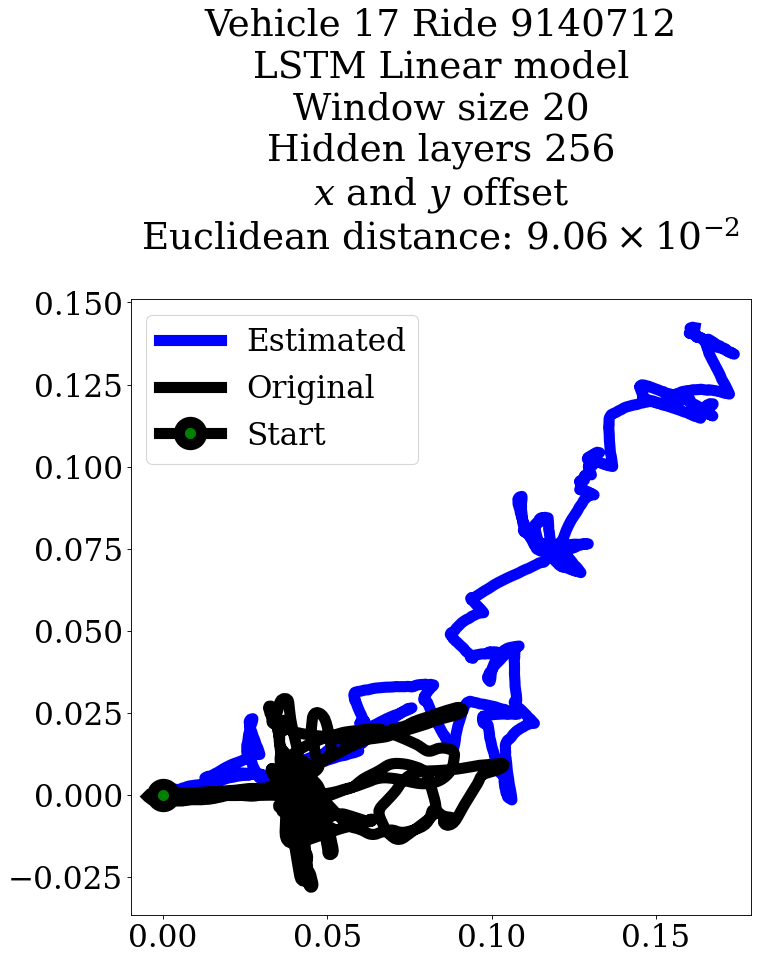 Vehicle 17 Ride 9140712
LSTM Linear model
Window size 20
Hidden layers 256
x and y offset
Euclidean distance: 9.06 × 10⁻²
0.150
0.125
0.100
0.075
0.050
0.025
0.000
−0.025
Estimated
Original
Start
0.00 0.05 0.10 0.15